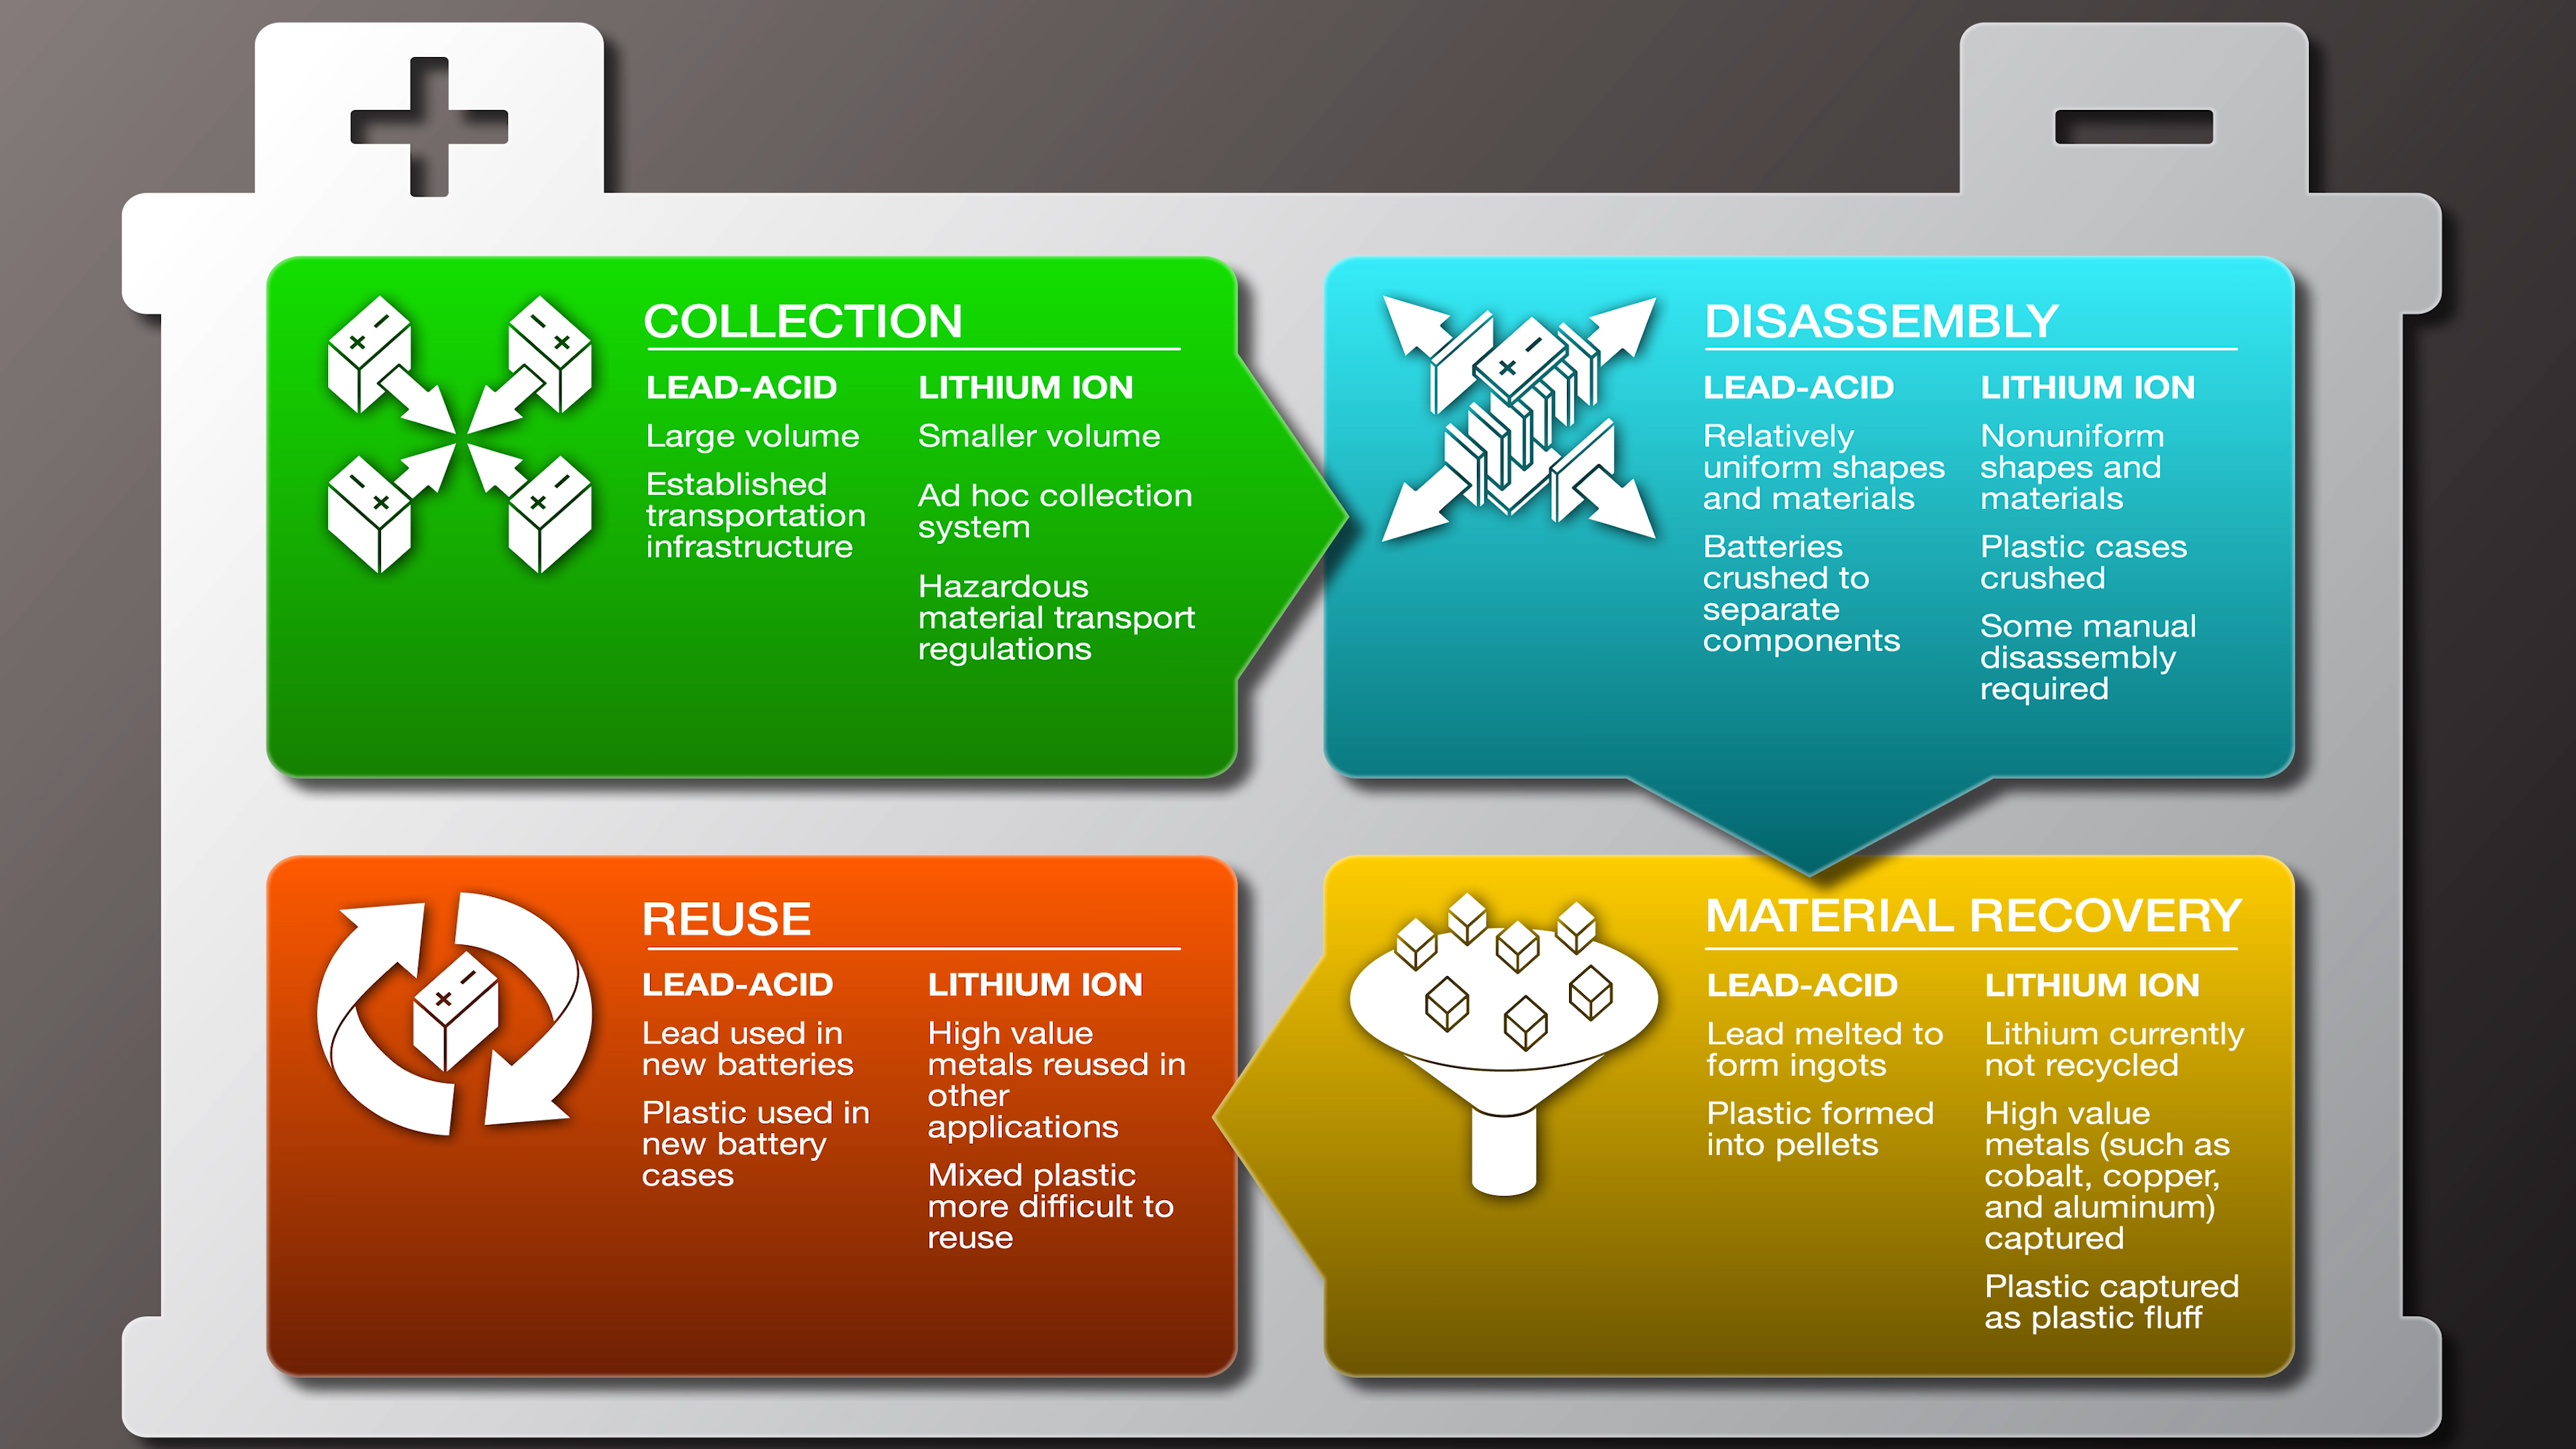 COLLECTION
LEAD-ACID
Large volume
Established
transportation
infrastructure
LITHIUM ION
Smaller volume
Ad hoc collection
system
Hazardous
material transport
regulations
DISASSEMBLY
LEAD-ACID
Relatively
uniform shapes
and materials
Batteries
crushed to
separate
components
LITHIUM ION
Nonuniform
shapes and
materials
Plastic cases
crushed
Some manual
disassembly
required
MATERIAL RECOVERY
LEAD-ACID
Lead melted to
form ingots
Plastic formed
into pellets
LITHIUM ION
Lithium currently
not recycled
High value
metals (such as
cobalt, copper,
and aluminum)
captured
Plastic captured
as plastic fluff
REUSE
LEAD-ACID
Lead used in
new batteries
Plastic used in
new battery
cases
LITHIUM ION
High value
metals reused in
other
applications
Mixed plastic
more difficult to
reuse